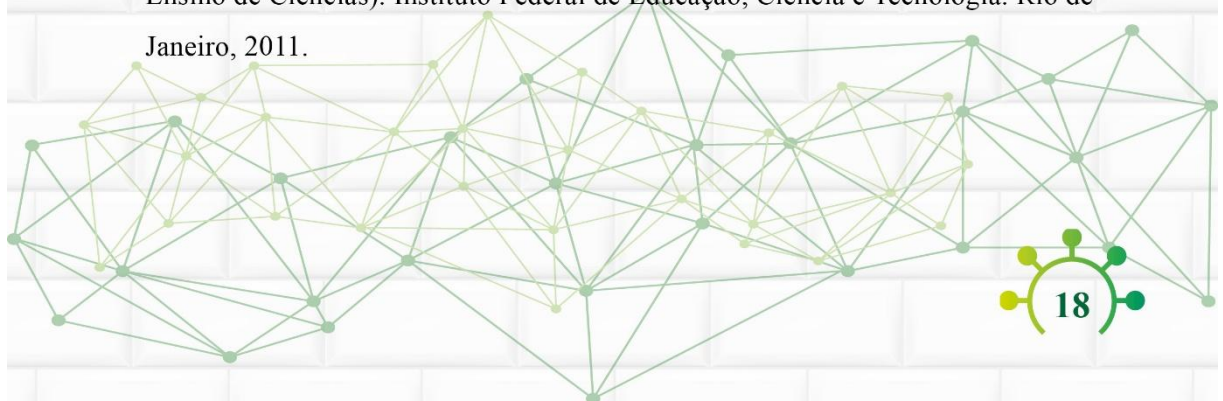 Ensino de Ciências). Instituto Federal de Educação, Ciência e Tecnologia. Rio de
Janeiro, 2011.
18